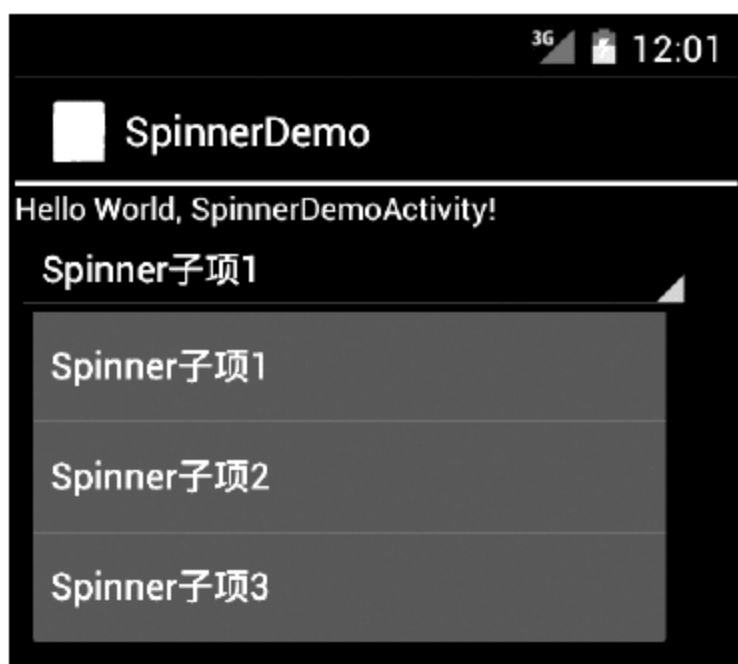 3G 12:01
SpinnerDemo
Hello World, SpinnerDemoActivity!
Spinner子项1
Spinner子项1
Spinner子项2
Spinner子项3